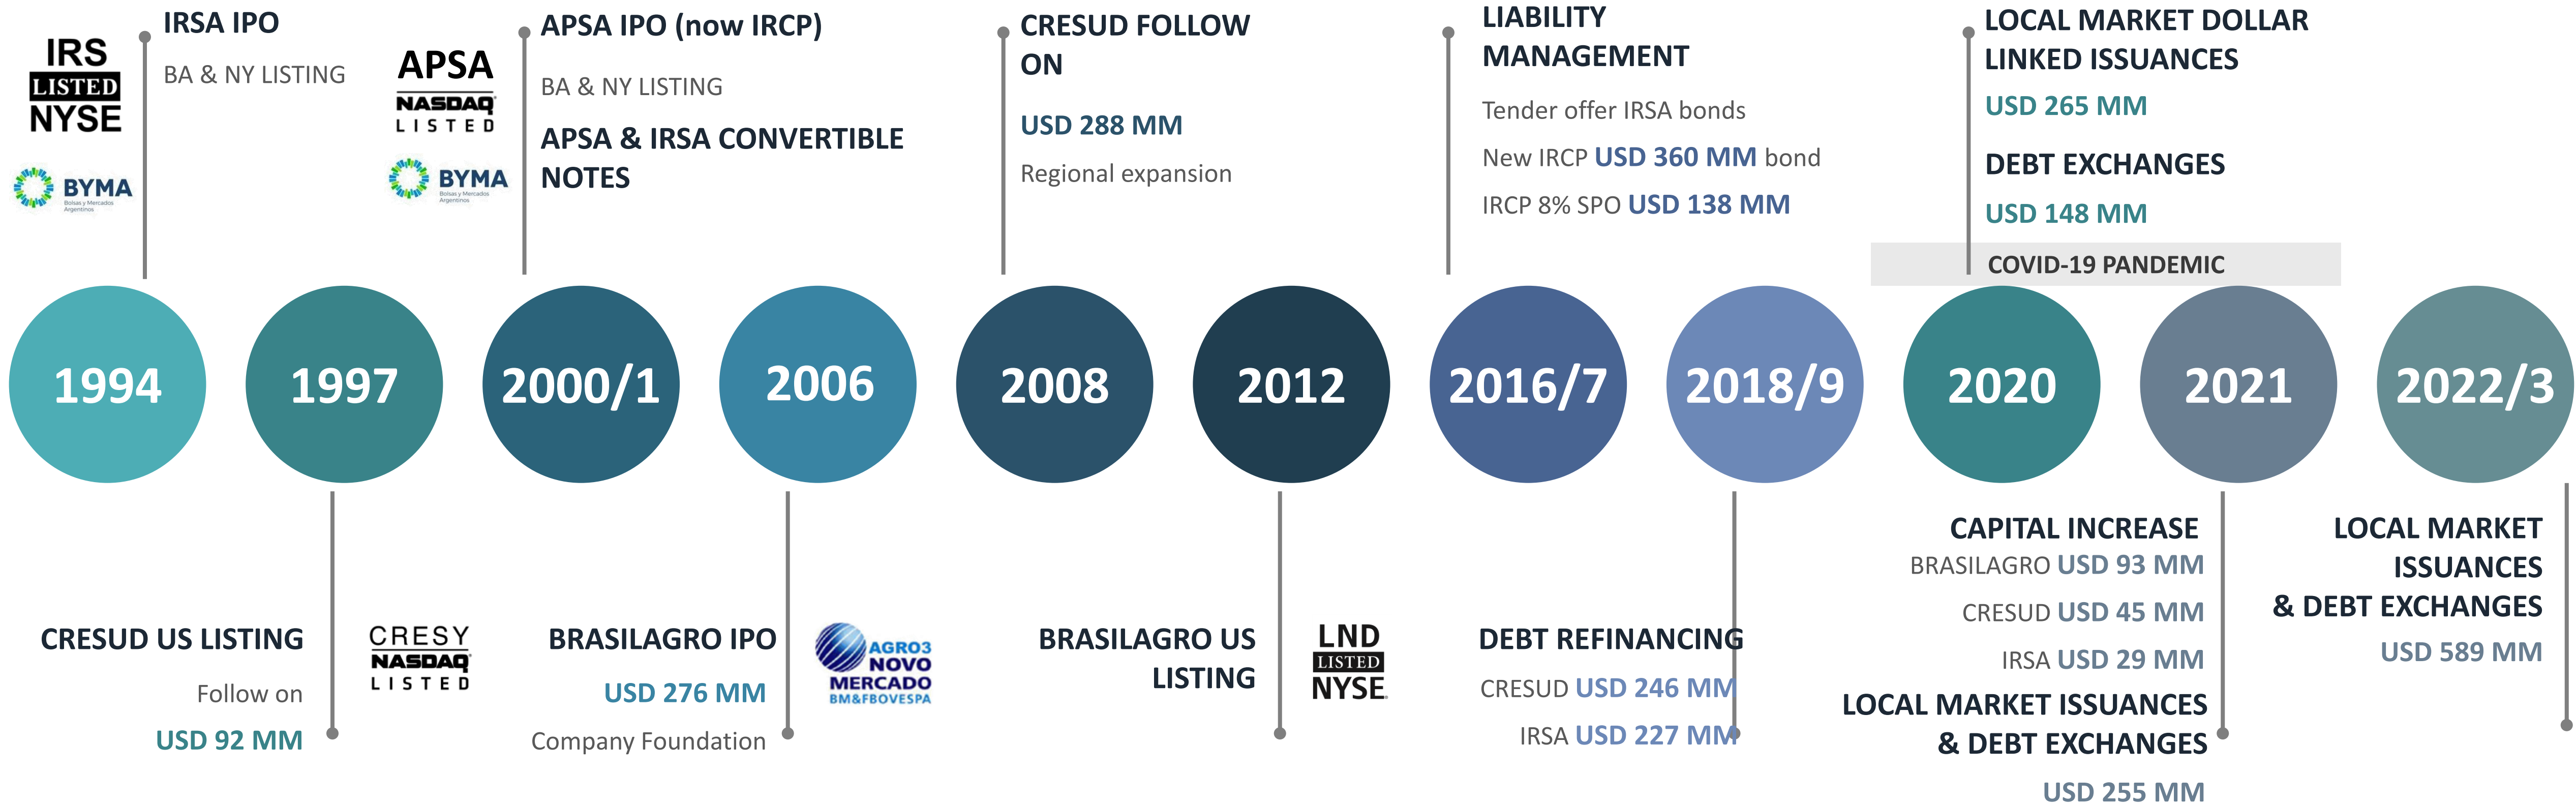 IRS
LISTED
NYSE
BYMA
Bolsas y Mercados
Argentinos
IRSA IPO
BA & NY LISTING
APSA
NASDAQ
LISTED
BYMA
Bolsas y Mercados
Argentinos
APSA IPO (now IRCP)
BA & NY LISTING
APSA & IRSA CONVERTIBLE
NOTES
CRESUD FOLLOW
ON
USD 288 MM
Regional expansion
LIABILITY
MANAGEMENT
Tender offer IRSA bonds
New IRCP USD 360 MM bond
IRCP 8% SPO USD 138 MM
LOCAL MARKET DOLLAR
LINKED ISSUANCES
USD 265 MM
DEBT EXCHANGES
USD 148 MM
COVID-19 PANDEMIC
1994
1997
2000/1
2006
2008
2012
2016/7
2018/9
2020
2021
2022/3
CRESUD US LISTING
Follow on
USD 92 MM
CRESY
NASDAQ
LISTED
BRASILAGRO IPO
USD 276 MM
Company Foundation
AGRO3
NOVO
MERCADO
BM&FBOVESPA
BRASILAGRO US
LISTING
LND
LISTED
NYSE.
DEBT REFINANCING
CRESUD USD 246 MM
IRSA USD 227 MM
CAPITAL INCREASE
BRASILAGRO USD 93 MM
CRESUD USD 45 MM
IRSA USD 29 MM
LOCAL MARKET ISSUANCES
& DEBT EXCHANGES
USD 255 MM
LOCAL MARKET
ISSUANCES
& DEBT EXCHANGES
USD 589 MM